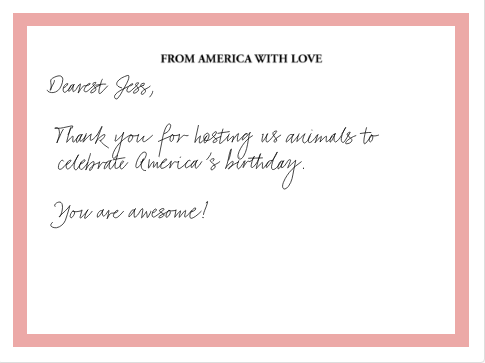 FROM AMERICA WITH LOVE
Dearest Jess,
Thank you for hosting us animals to
celebrate America's birthday.
You are awesome!